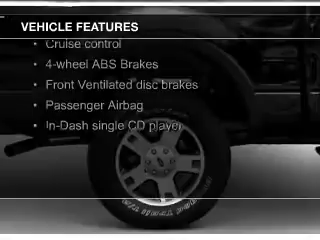 VEHICLE FEATURES
• Cruise control
• 4-wheel ABS Brakes
• Front Ventilated disc brakes
• Passenger Airbag
• In-Dash single CD player